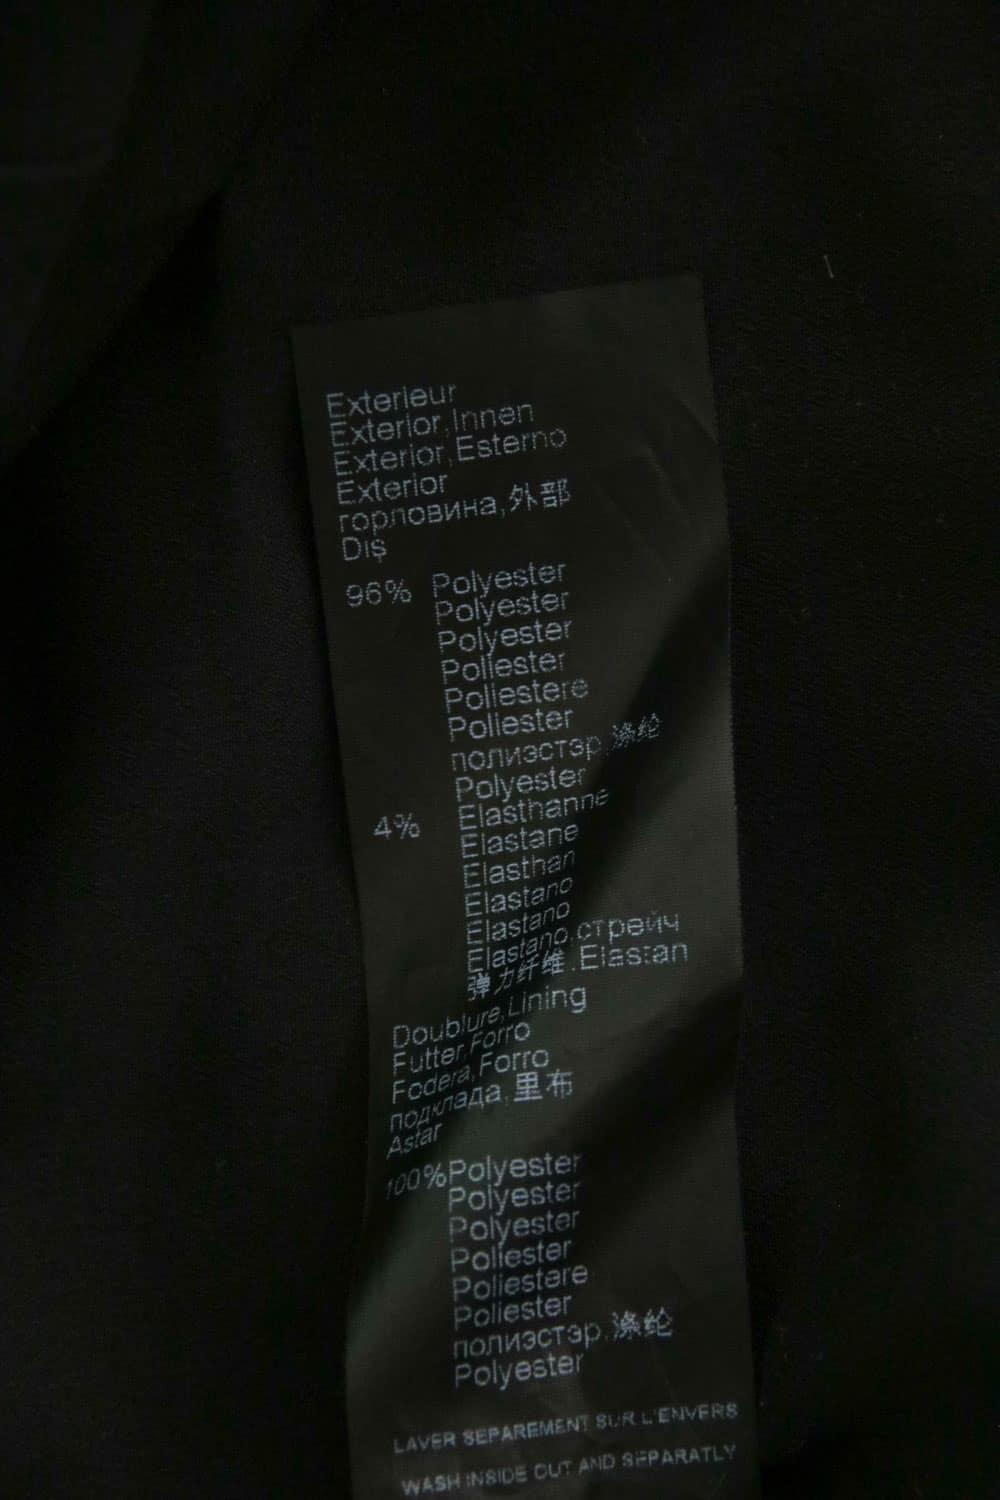 Exterieur
Exterior,Innen
Exterior,Esterno
Exterior
горловина,外部
Diş
96% Polyester
Polyester
Polyester
Poliester
Poliestere
Poliester
полиэстэр,涤纶
Polyester
4% Elasthanne
Elastane
Elasthan
Elastano
Elastano
Elastano,стрейч
弹力纤维,Elastan
Doublure,Lining
Futter,Forro
Fodera,Forro
подклада,里布
Astar
100%Polyester
Polyester
Polyester
Poliester
Poliestere
Poliester
полиэстэр,涤纶
Polyester
LAVER SEPAREMENT SUR L'ENVERS
WASH INSIDE OUT AND SEPARATLY